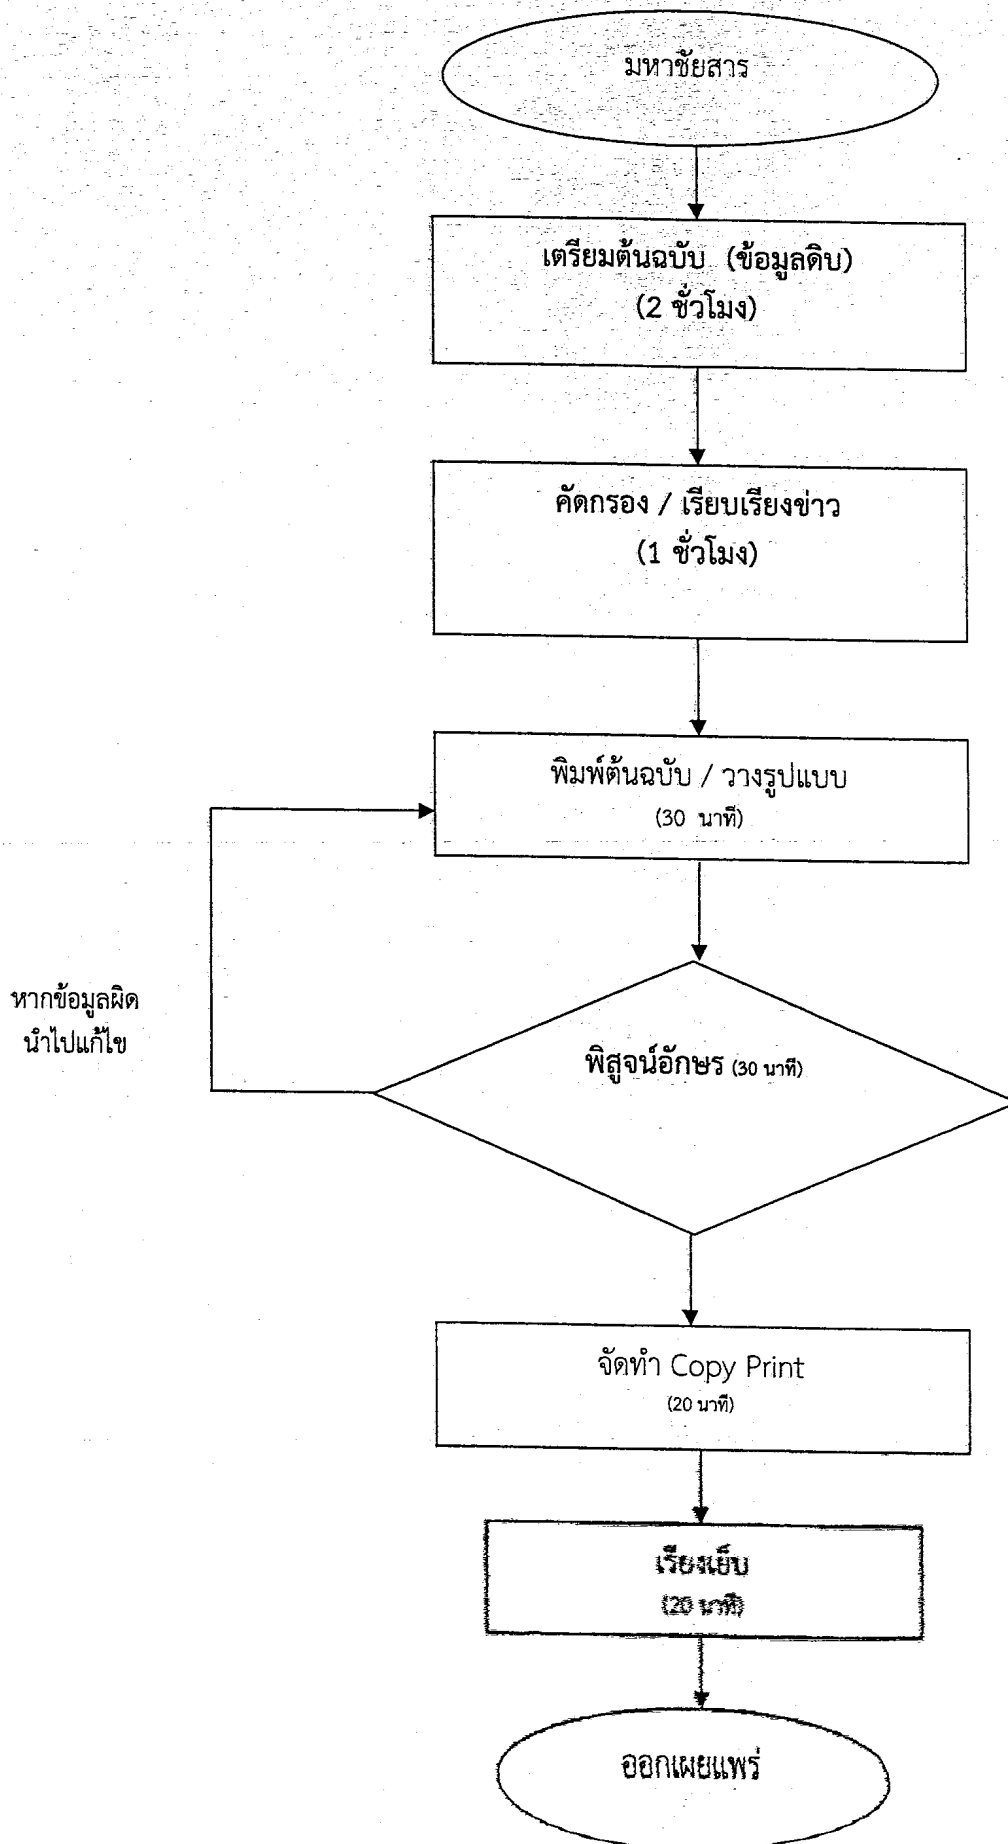 มหาชัยสาร
เตรียมต้นฉบับ (ข้อมูลดิบ)
(2 ชั่วโมง)
คัดกรอง / เรียบเรียงข่าว
(1 ชั่วโมง)
พิมพ์ต้นฉบับ / วางรูปแบบ
(30 นาที)
หากข้อมูลผิด
นำไปแก้ไข
พิสูจน์อักษร (30 นาที)
จัดทำ Copy Print
(20 นาที)
เรียงเย็บ
(20 นาที)
ออกเผยแพร่